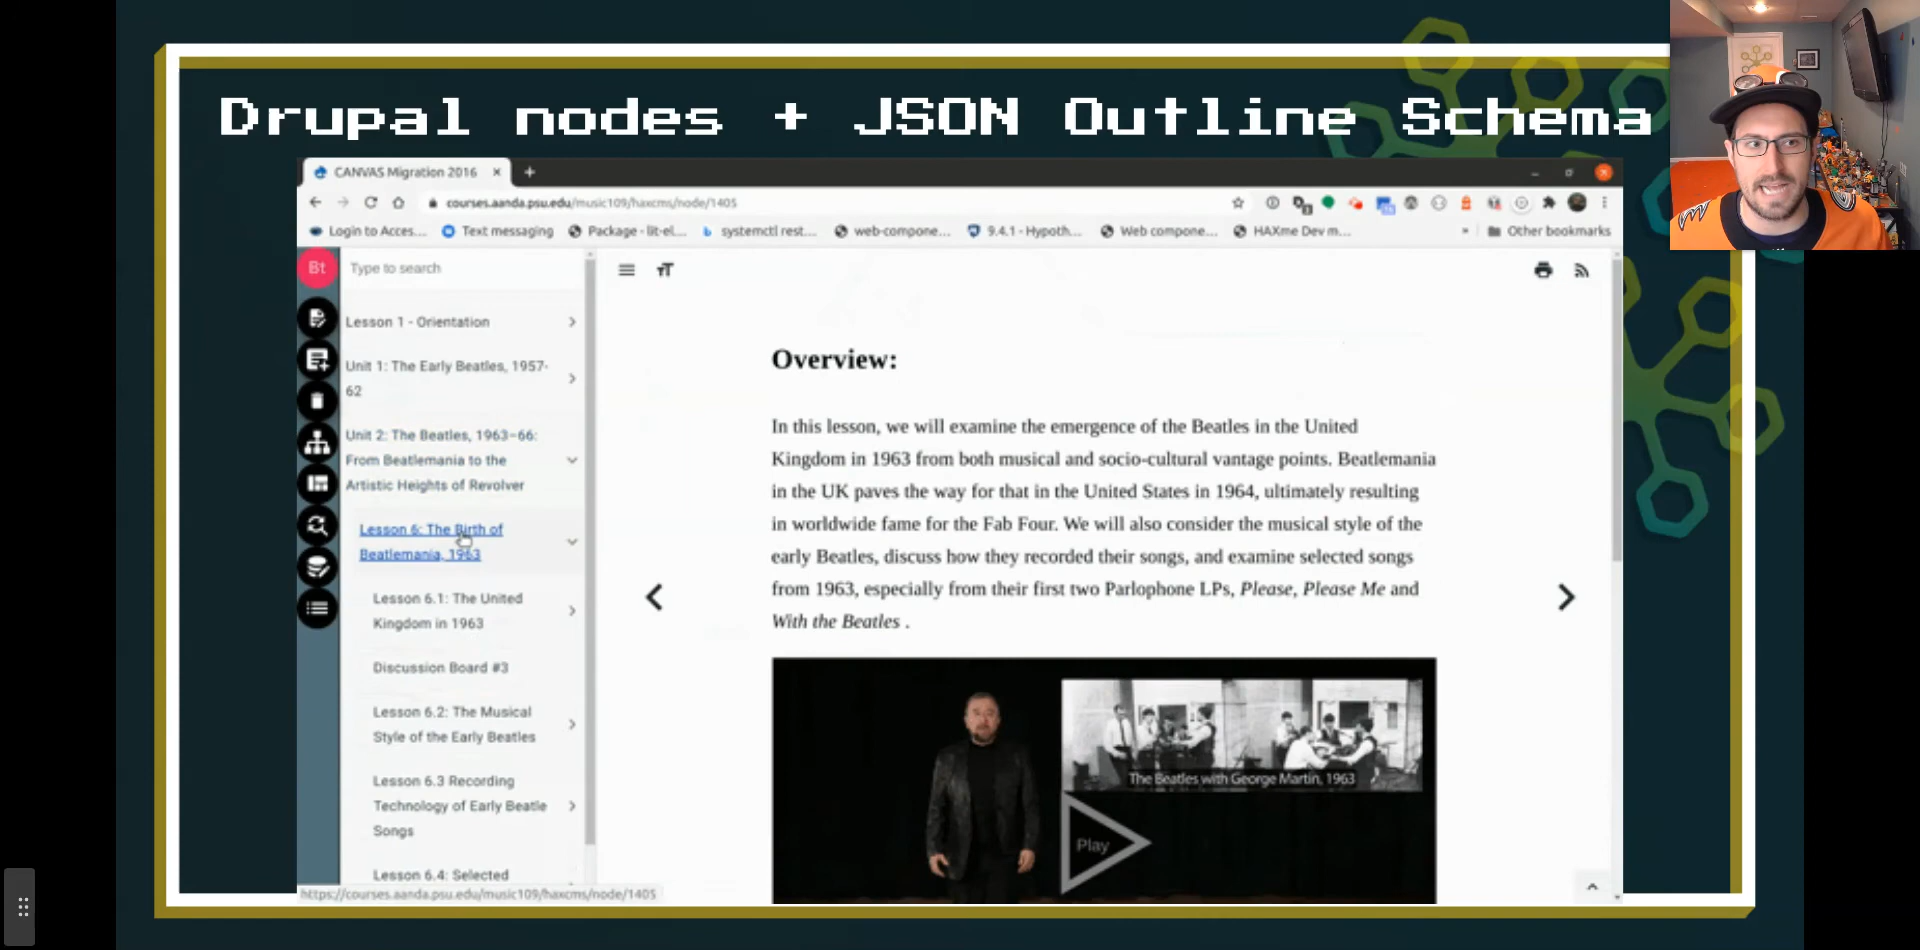 Drupal nodes + JSON Outline Schema
CANVAS Migration 2016
courses.aanda.psu.edu/music109/haxcms/node/1405
Login to Acces... Text messaging Package - lit-el... systemctl rest... web-compone... 9.4.1 - Hypoth... Web compone... HAXme Dev m... » Other bookmarks
Bt
Type to search
Lesson 1 - Orientation
Unit 1: The Early Beatles, 1957-
62
Unit 2: The Beatles, 1963–66:
From Beatlemania to the
Artistic Heights of Revolver
Lesson 6: The Birth of
Beatlemania, 1963
Lesson 6.1: The United
Kingdom in 1963
Discussion Board #3
Lesson 6.2: The Musical
Style of the Early Beatles
Lesson 6.3 Recording
Technology of Early Beatle
Songs
Lesson 6.4: Selected
https://courses.aanda.psu.edu/music109/haxcms/node/1405
Overview:
In this lesson, we will examine the emergence of the Beatles in the United
Kingdom in 1963 from both musical and socio-cultural vantage points. Beatlemania
in the UK paves the way for that in the United States in 1964, ultimately resulting
in worldwide fame for the Fab Four. We will also consider the musical style of the
early Beatles, discuss how they recorded their songs, and examine selected songs
from 1963, especially from their first two Parlophone LPs, Please, Please Me and
With the Beatles .
The Beatles with George Martin, 1963
Play